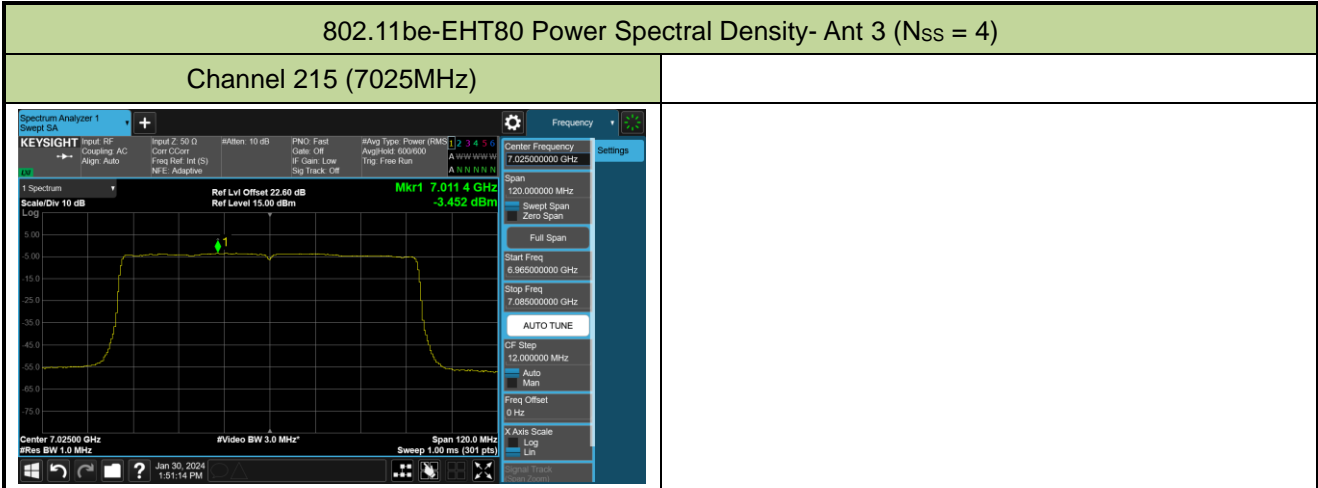 802.11be-EHT80 Power Spectral Density- Ant 3 (NSS = 4)
Channel 215 (7025MHz)
Spectrum Analyzer 1
Swept SA
+
Frequency
KEYSIGHT
Input: RF
Coupling: AC
Align: Auto
Input Z: 50 Ω
Corr CCorr
Freq Ref: Int (S)
NFE: Adaptive
#Atten: 10 dB
PNO: Fast
Gate: Off
IF Gain: Low
Sig Track: Off
#Avg Type: Power (RMS
Avg|Hold: 600/600
Trig: Free Run
1 2 3 4 5 6
A W W W W W
A N N N N N
Center Frequency
7.025000000 GHz
Settings
Span
120.000000 MHz
Swept Span
Zero Span
Full Span
Start Freq
6.965000000 GHz
Stop Freq
7.085000000 GHz
AUTO TUNE
CF Step
12.000000 MHz
Auto
Man
Freq Offset
0 Hz
X Axis Scale
Log
Lin
Signal Track
(Span Zoom)
1 Spectrum
Scale/Div 10 dB
Log
Ref Lvl Offset 22.60 dB
Ref Level 15.00 dBm
Mkr1 7.011 4 GHz
-3.452 dBm
1
5.00
-5.00
-15.0
-25.0
-35.0
-45.0
-55.0
-65.0
-75.0
Center 7.02500 GHz
#Res BW 1.0 MHz
#Video BW 3.0 MHz*
Span 120.0 MHz
Sweep 1.00 ms (301 pts)
?
Jan 30, 2024
1:51:14 PM